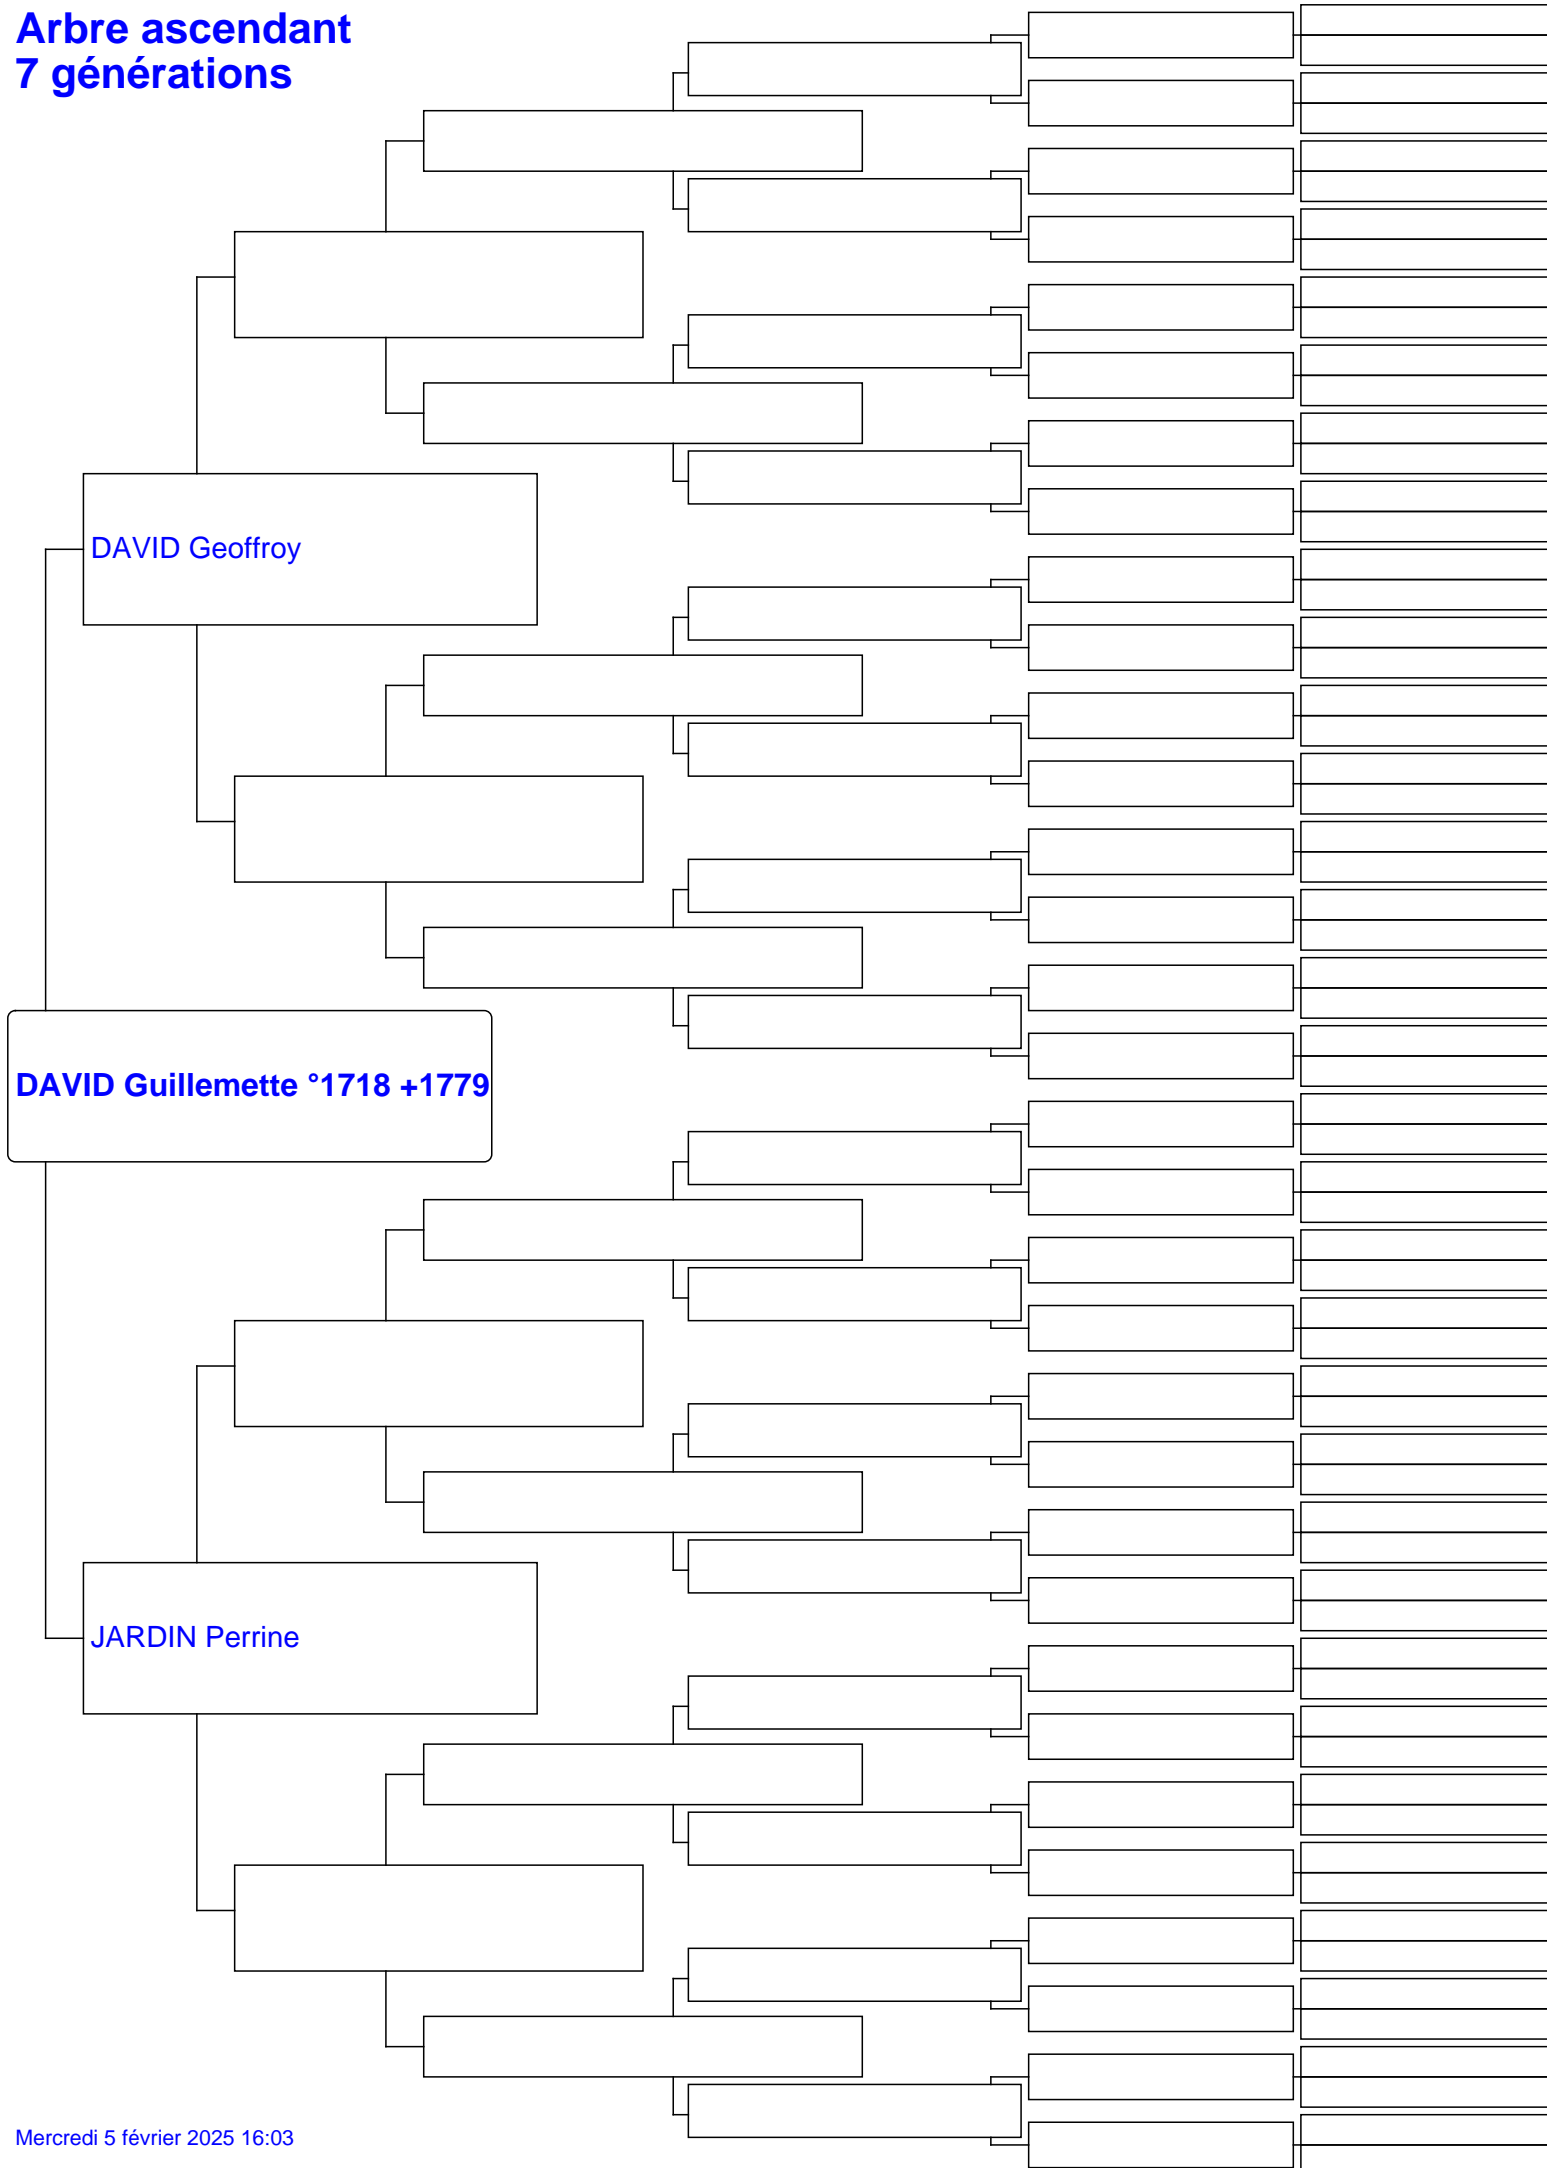 Arbre ascendant
7 générations
DAVID Geoffroy
DAVID Guillemette °1718 +1779
JARDIN Perrine
Mercredi 5 février 2025 16:03